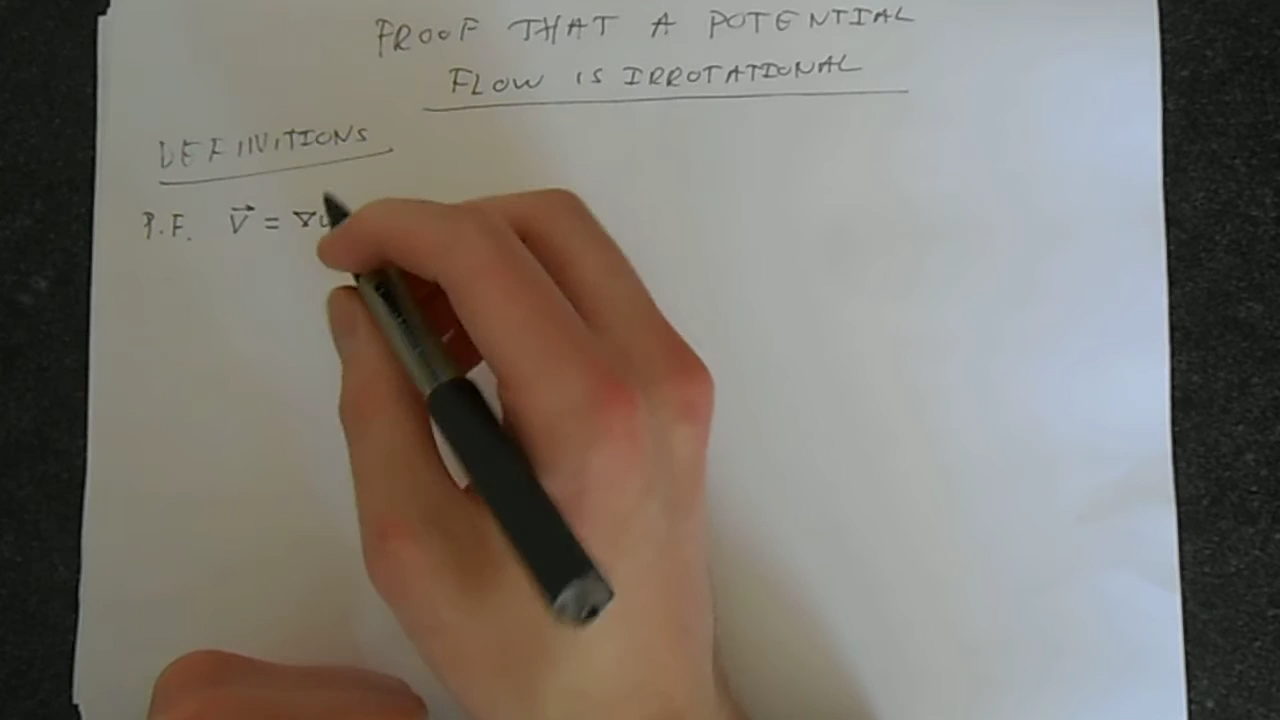 PROOF THAT A POTENTIAL
FLOW IS IRROTATIONAL
DEFINITIONS
P.F. V⃗ = ∇